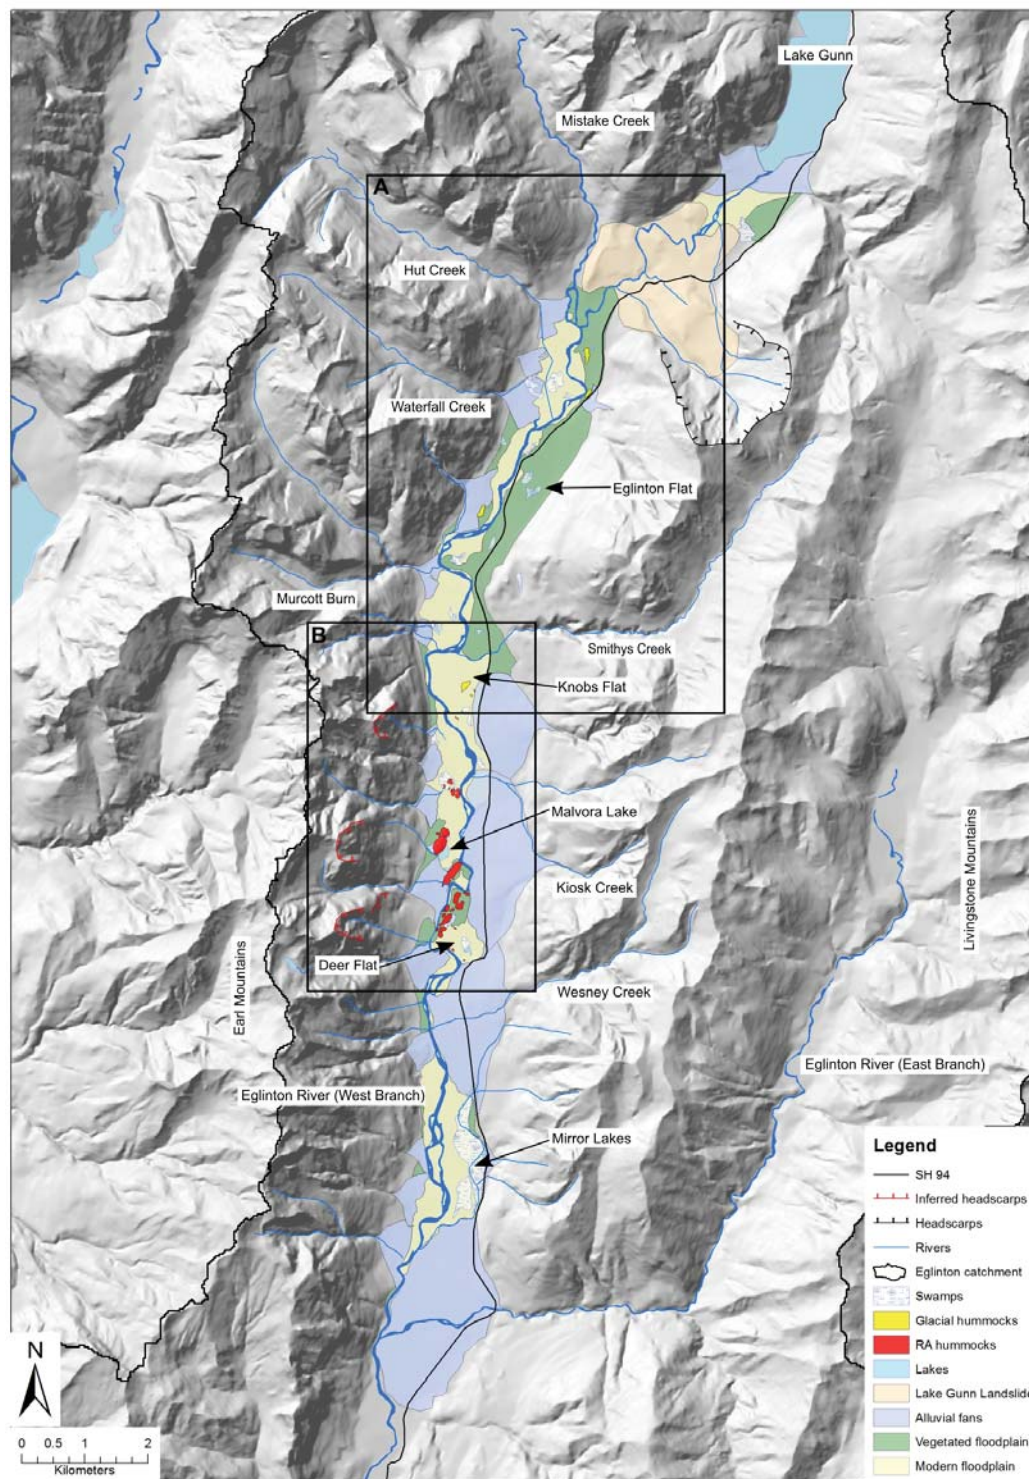 Lake Gunn
Mistake Creek
A
Hut Creek
Waterfall Creek
Eglinton Flat
Murcott Burn
B
Smithys Creek
Knobs Flat
Malvora Lake
Kiosk Creek
Livingstone Mountains
Deer Flat
Wesney Creek
Earl Mountains
Eglinton River (East Branch)
Eglinton River (West Branch)
Mirror Lakes
Legend
SH 94
Inferred headscarps
Headscarps
Rivers
Eglinton catchment
Swamps
Glacial hummocks
RA hummocks
Lakes
Lake Gunn Landslide
Alluvial fans
Vegetated floodplain
Modern floodplain
N
0 0.5 1 2
Kilometers